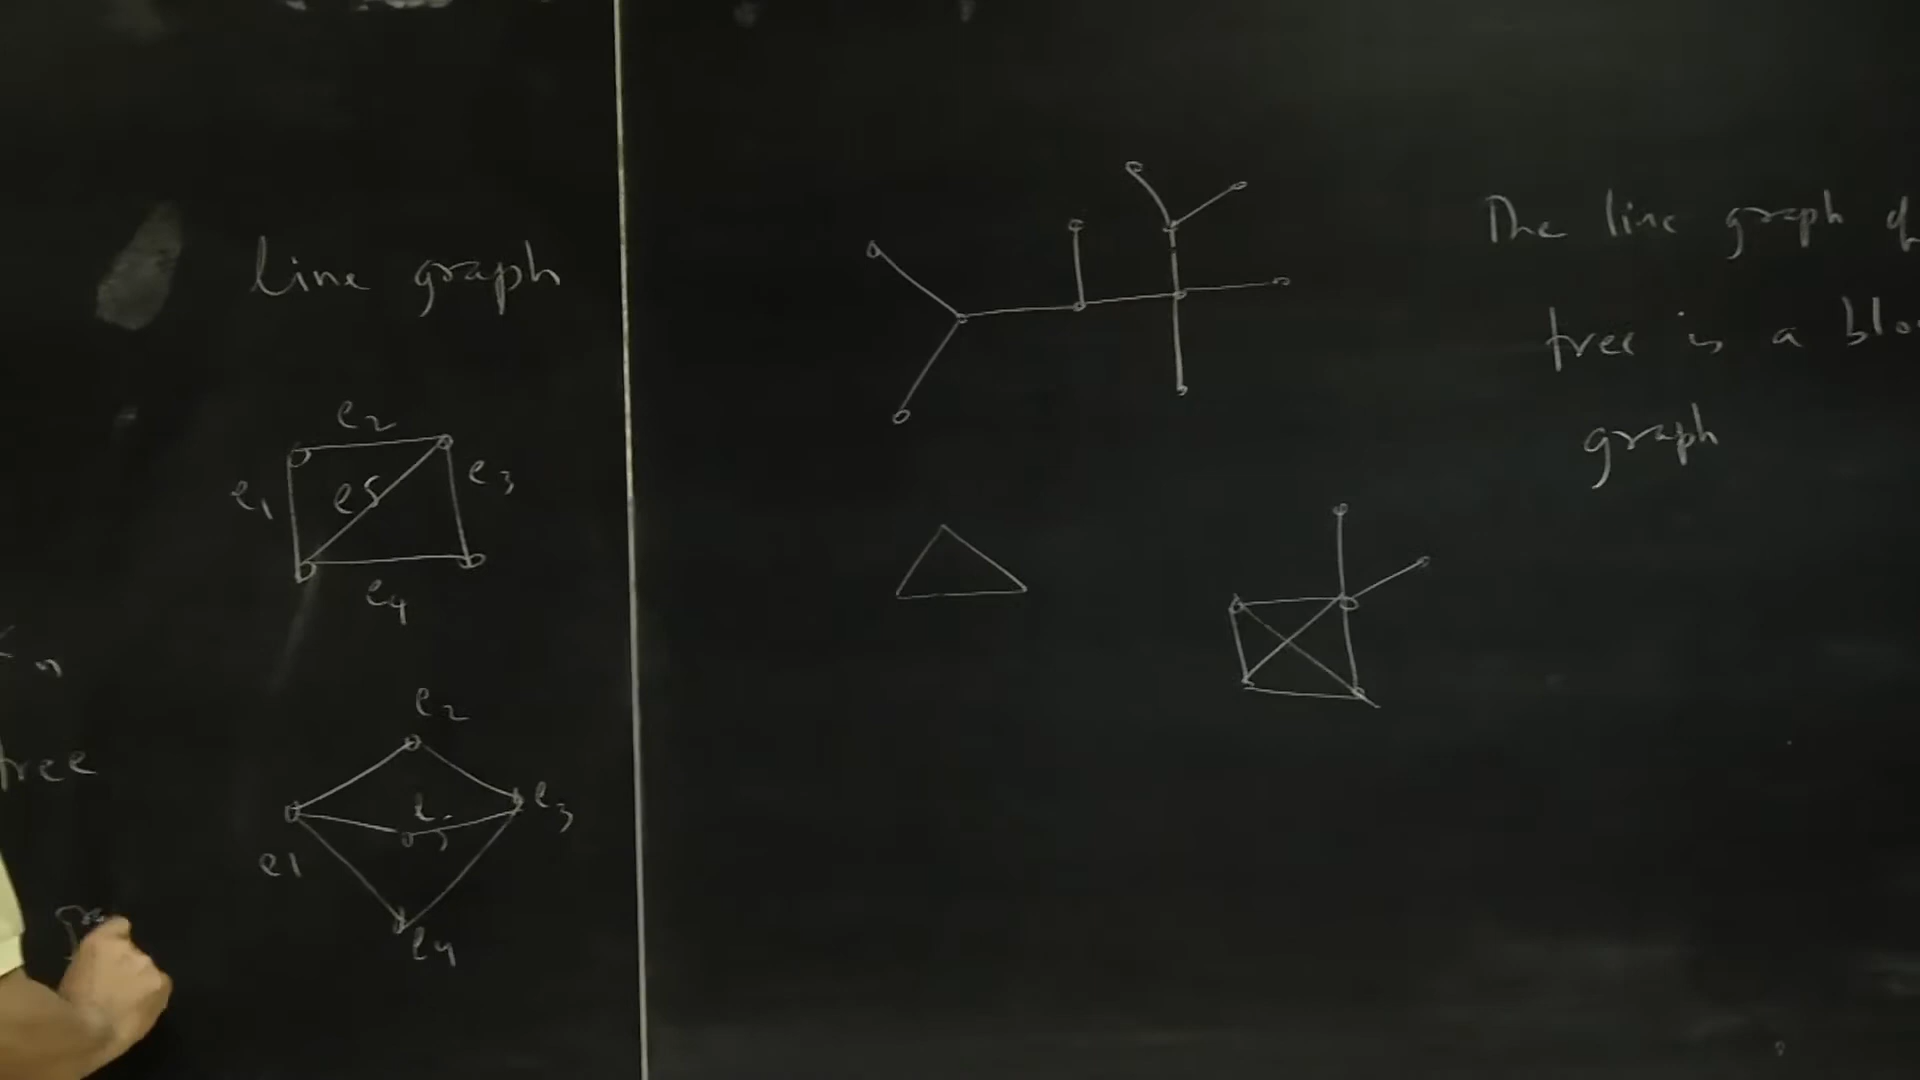 line graph
e2
e1
e5
e3
e4
n
tree
e2
e3
e1
e4
The line graph of
tree is a blo
graph